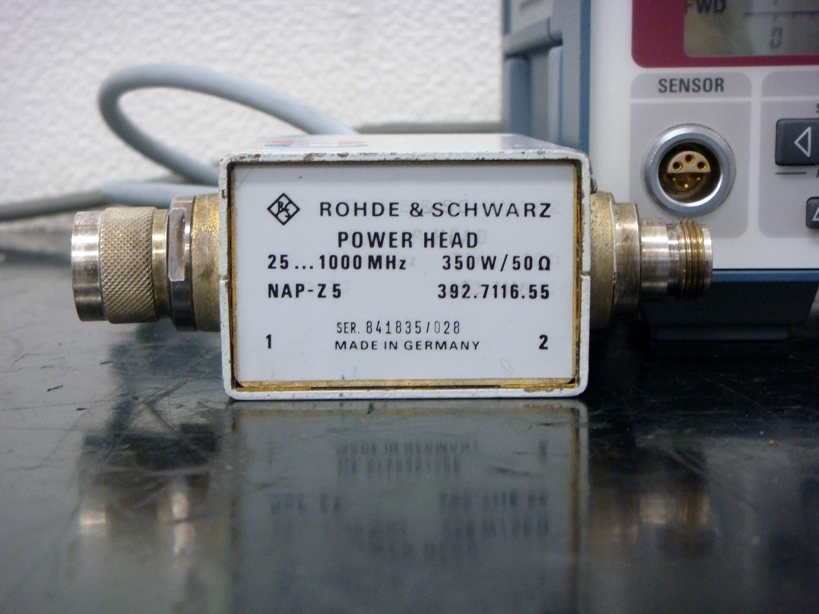 FWD
0
SENSOR
R&S
ROHDE & SCHWARZ
POWER HEAD
25...1000 MHz 350 W/50 Ω
NAP-Z5 392.7116.55
SER. 841835/028
1 MADE IN GERMANY 2